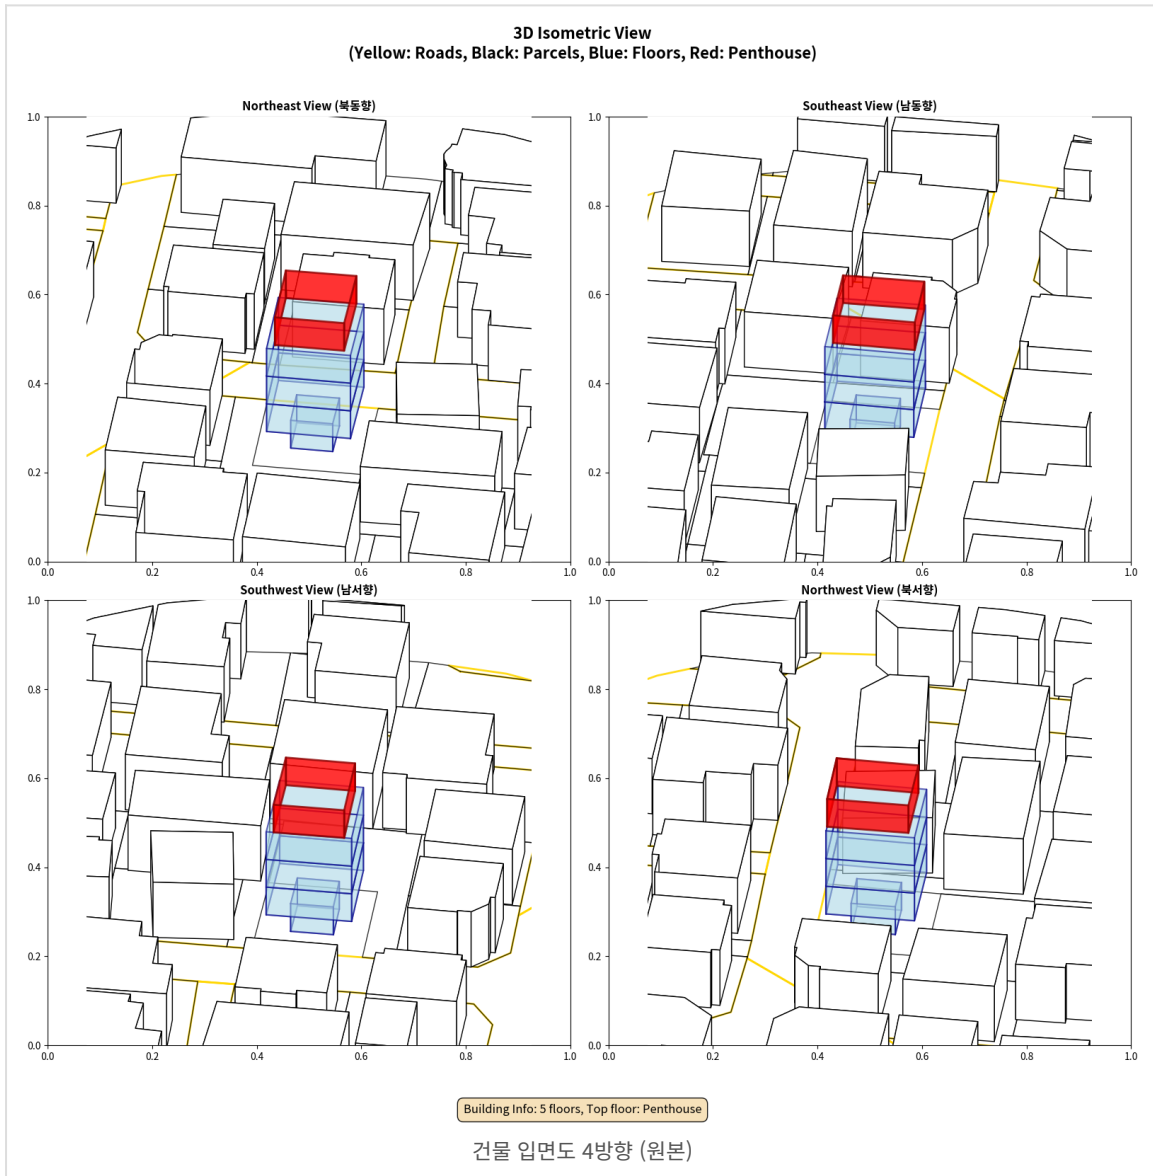 3D Isometric View
(Yellow: Roads, Black: Parcels, Blue: Floors, Red: Penthouse)
Northeast View (북동향)
1.0
0.8
0.6
0.4
0.2
0.0
0.0 0.2 0.4 0.6 0.8 1.0
Southeast View (남동향)
1.0
0.8
0.6
0.4
0.2
0.0
0.0 0.2 0.4 0.6 0.8 1.0
Southwest View (남서향)
1.0
0.8
0.6
0.4
0.2
0.0
0.0 0.2 0.4 0.6 0.8 1.0
Northwest View (북서향)
1.0
0.8
0.6
0.4
0.2
0.0
0.0 0.2 0.4 0.6 0.8 1.0
Building Info: 5 floors, Top floor: Penthouse
건물 입면도 4방향 (원본)